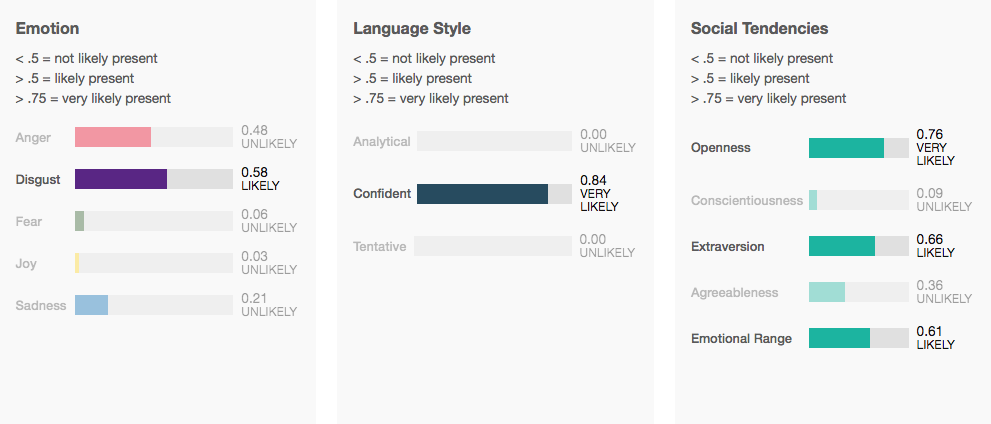 Emotion
< .5 = not likely present
> .5 = likely present
> .75 = very likely present
Anger
0.48
UNLIKELY
Disgust
0.58
LIKELY
Fear
0.06
UNLIKELY
Joy
0.03
UNLIKELY
Sadness
0.21
UNLIKELY
Language Style
< .5 = not likely present
> .5 = likely present
> .75 = very likely present
Analytical
0.00
UNLIKELY
Confident
0.84
VERY
LIKELY
Tentative
0.00
UNLIKELY
Social Tendencies
< .5 = not likely present
> .5 = likely present
> .75 = very likely present
Openness
0.76
VERY
LIKELY
Conscientiousness
0.09
UNLIKELY
Extraversion
0.66
LIKELY
Agreeableness
0.36
UNLIKELY
Emotional Range
0.61
LIKELY